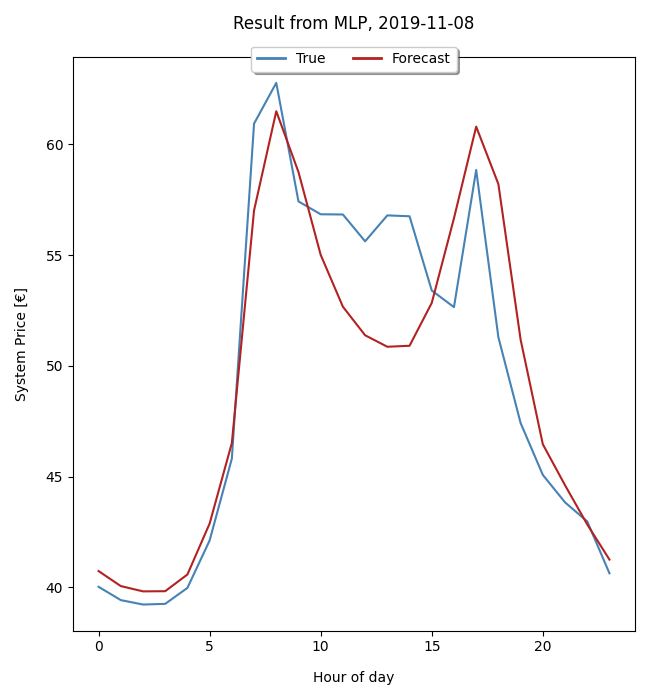 Result from MLP, 2019-11-08
True Forecast
60
55
50
45
40
System Price [€]
0 5 10 15 20
Hour of day